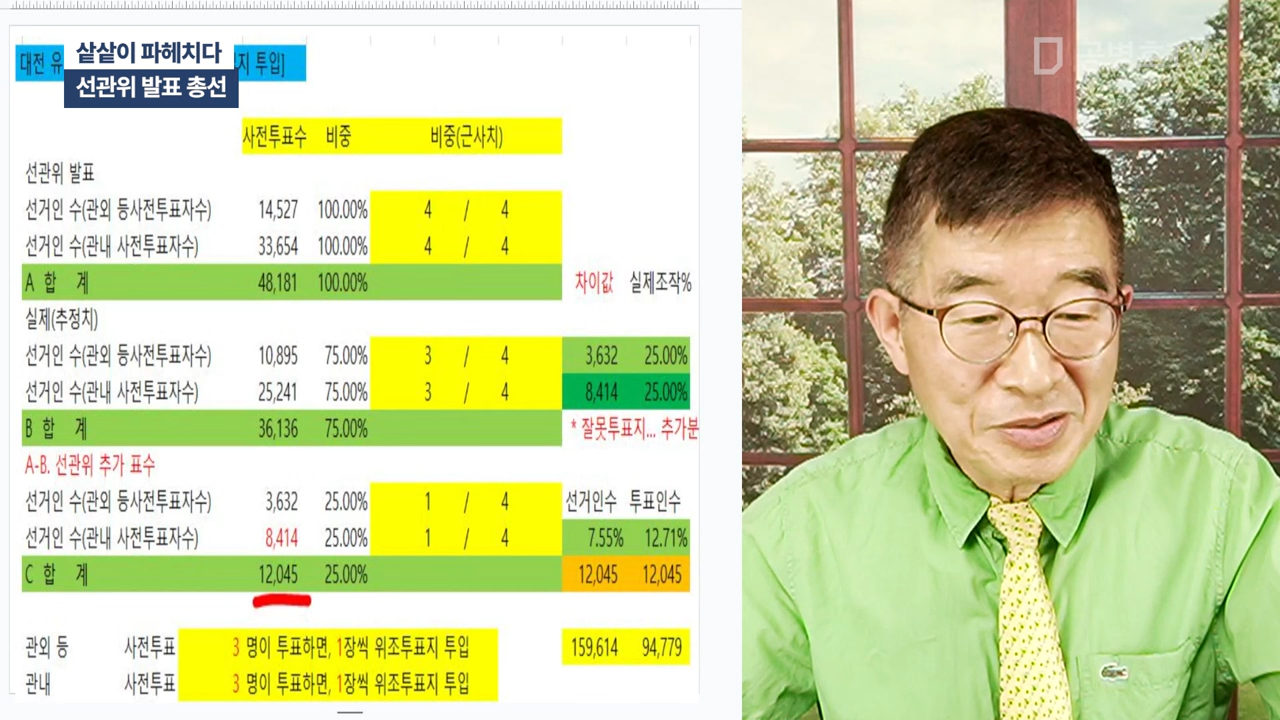 살살이 파헤치다
대전 유 지 투입]
선관위 발표 총선
사전투표수 비중 비중(근사치)
선관위 발표
선거인 수(관외 등사전투표자수) 14,527 100.00% 4 / 4
선거인 수(관내 사전투표자수) 33,654 100.00% 4 / 4
A 합 계 48,181 100.00% 차이값 실제조작%
실제(추정치)
선거인 수(관외 등사전투표자수) 10,895 75.00% 3 / 4 3,632 25.00%
선거인 수(관내 사전투표자수) 25,241 75.00% 3 / 4 8,414 25.00%
B 합 계 36,136 75.00% * 잘못투표지... 추가분
A-B. 선관위 추가 표수
선거인 수(관외 등사전투표자수) 3,632 25.00% 1 / 4 선거인수 투표인수
선거인 수(관내 사전투표자수) 8,414 25.00% 1 / 4 7.55% 12.71%
C 합 계 12,045 25.00% 12,045 12,045
관외 등 사전투표 3 명이 투표하면, 1장씩 위조투표지 투입 159,614 94,779
관내 사전투표 3 명이 투표하면, 1장씩 위조투표지 투입